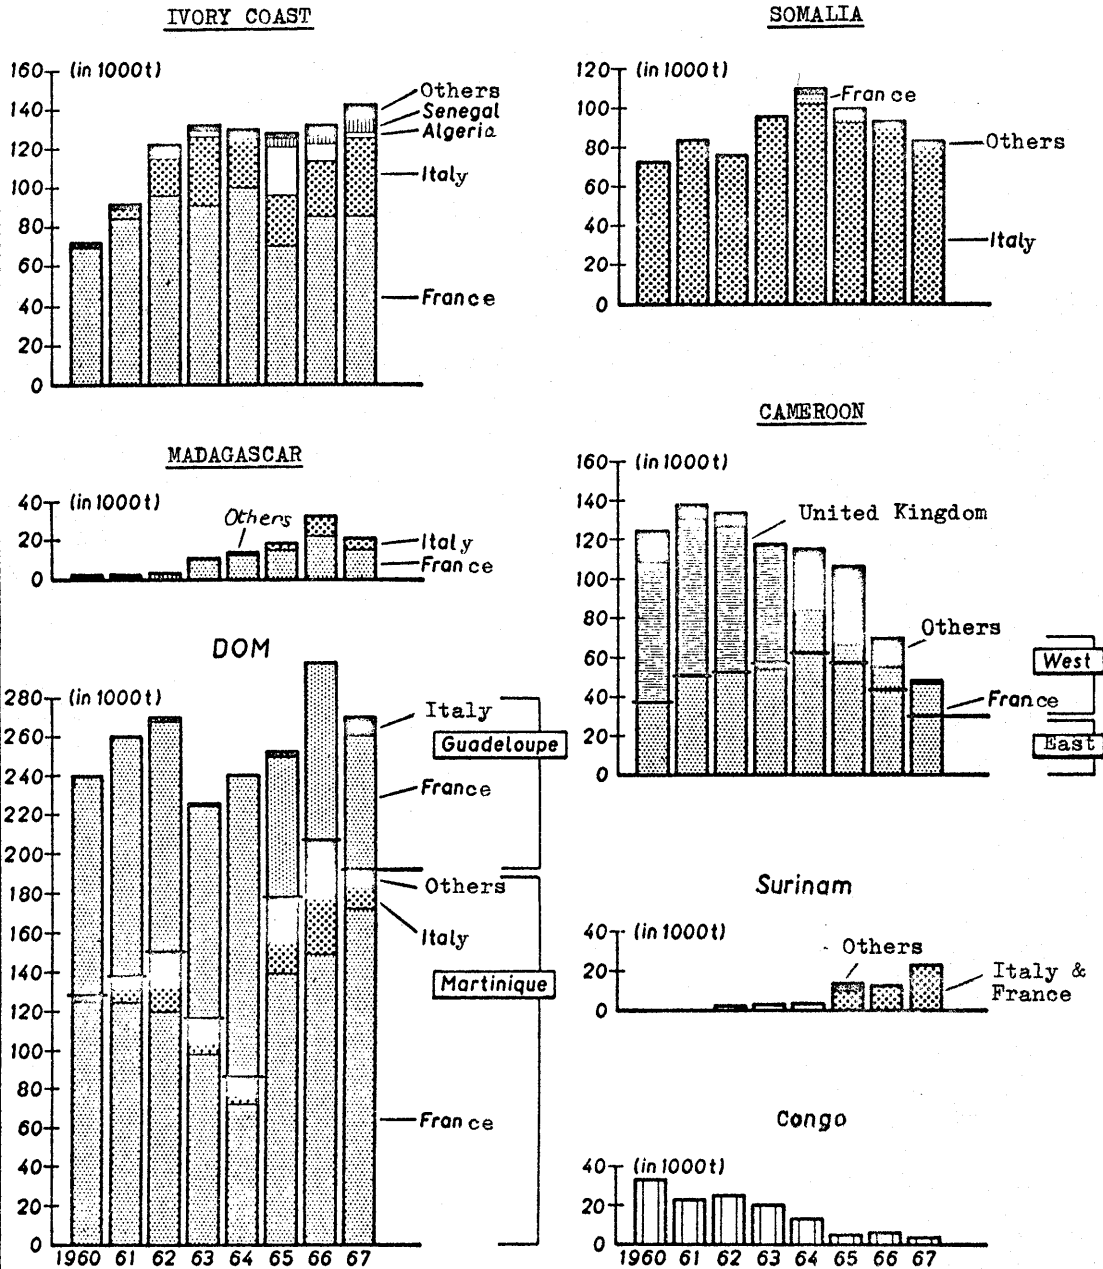 IVORY COAST
(in 1000t)
160
140
120
100
80
60
40
20
0
Others
Senegal
Algeria
Italy
France
SOMALIA
(in 1000t)
120
100
80
60
40
20
0
France
Others
Italy
MADAGASCAR
(in 1000t)
40
20
0
Others
Italy
France
CAMEROON
(in 1000t)
160
140
120
100
80
60
40
20
0
United Kingdom
Others
West
France
East
DOM
(in 1000t)
280
260
240
220
200
180
160
140
120
100
80
60
40
20
0
Italy
Guadeloupe
France
Others
Italy
Martinique
France
1960 61 62 63 64 65 66 67
Surinam
(in 1000t)
40
20
0
Others
Italy &
France
Congo
(in 1000t)
40
20
0
1960 61 62 63 64 65 66 67